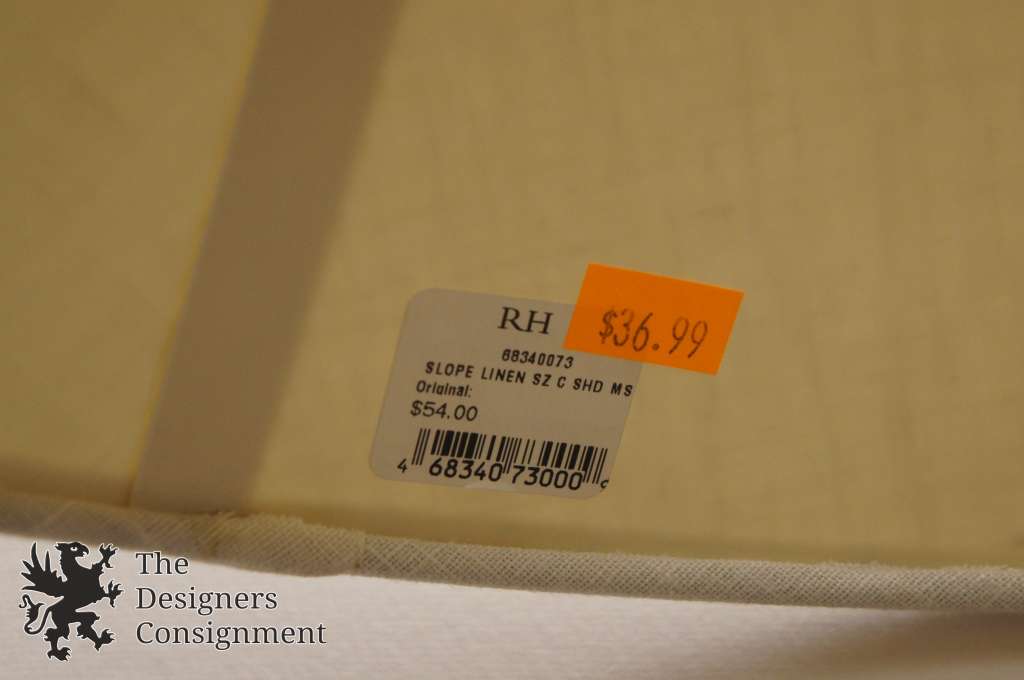 RH
$36.99
68340073
SLOPE LINEN SZ C SHD MS
Original:
$54.00
4 68340 73000
The
Designers
Consignment